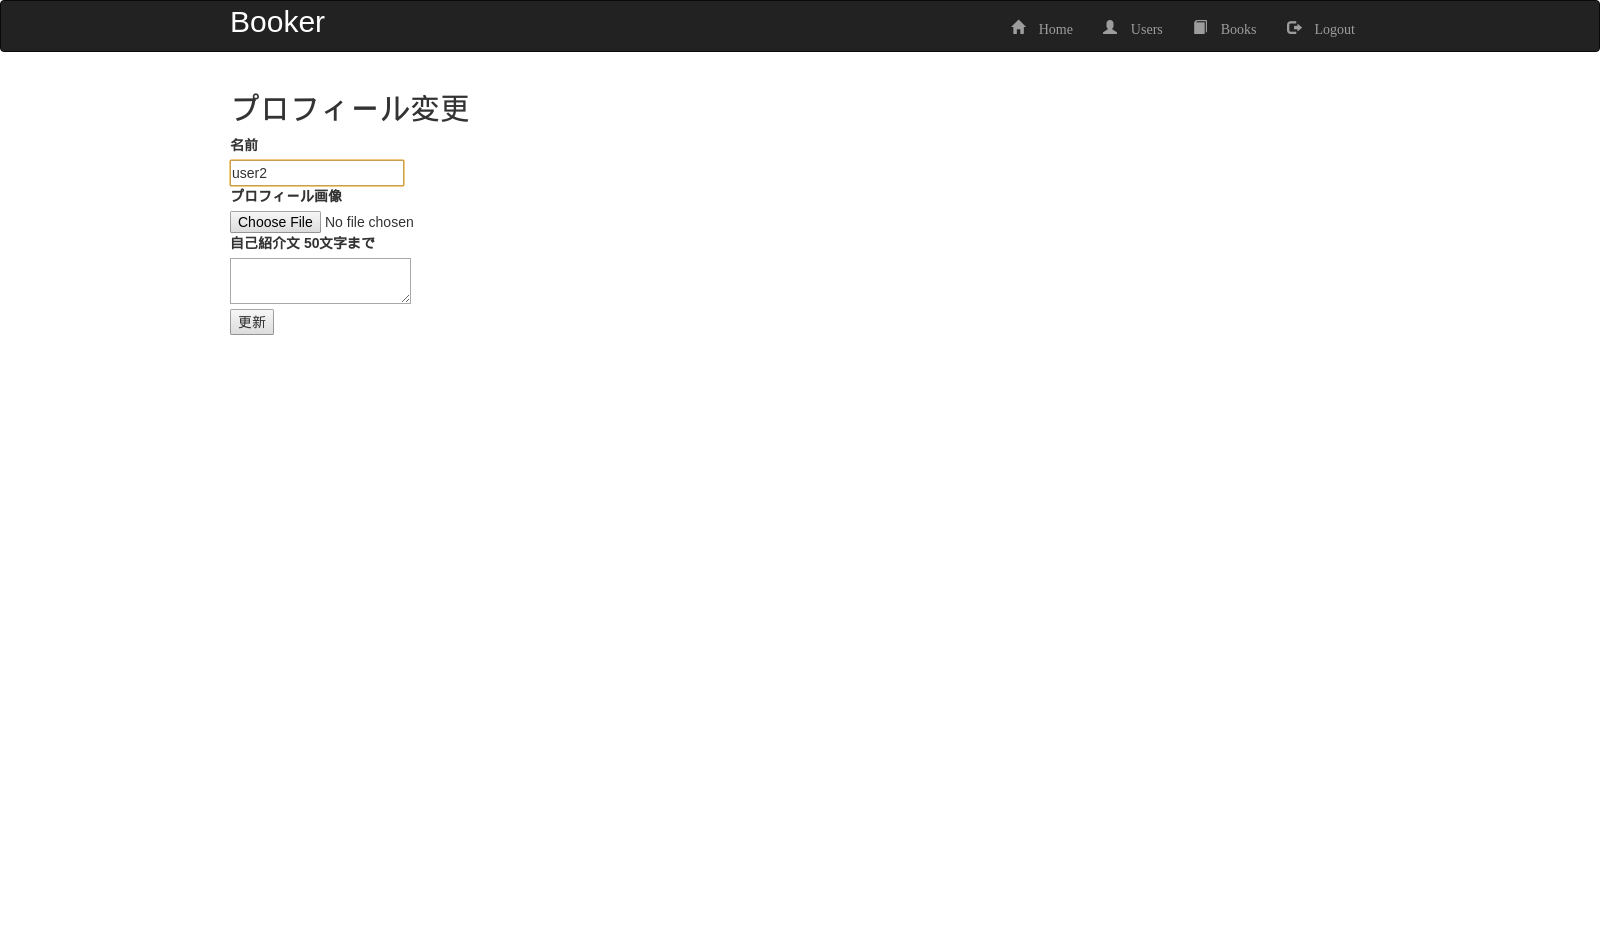 Booker
Home Users Books Logout
プロフィール変更
名前
user2
プロフィール画像
Choose File No file chosen
自己紹介文 50文字まで
更新